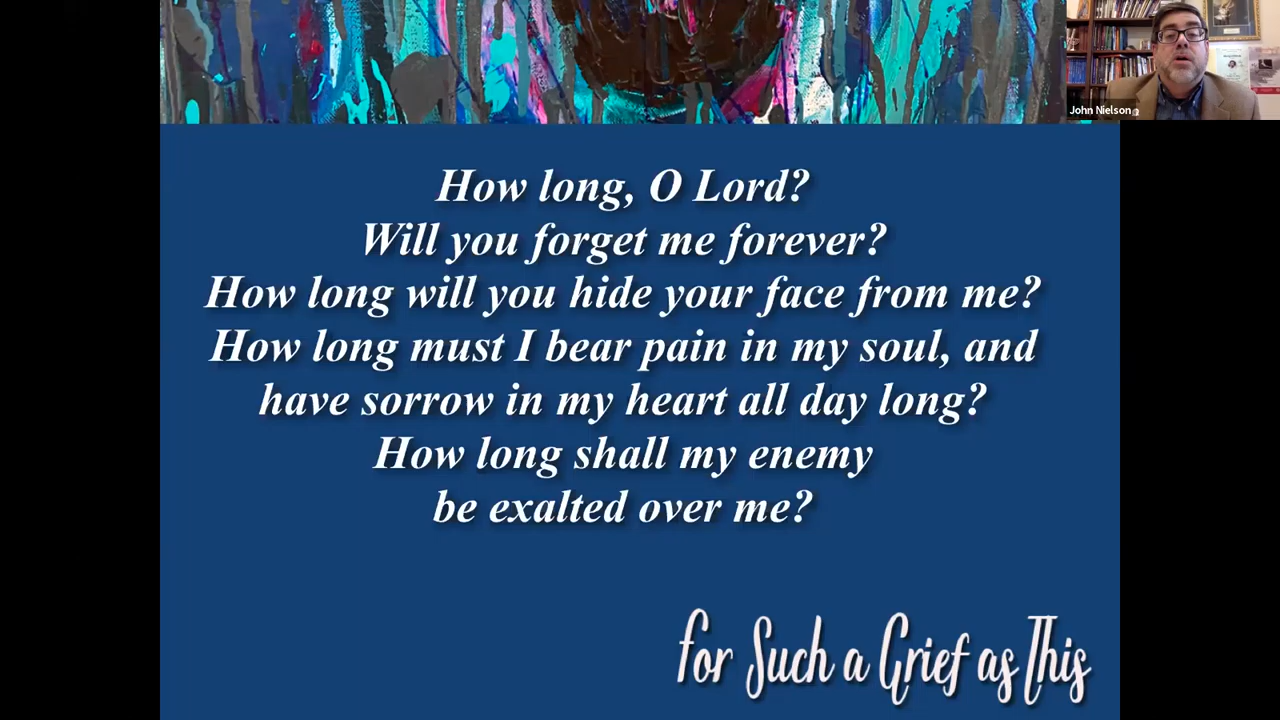 How long, O Lord?
Will you forget me forever?
How long will you hide your face from me?
How long must I bear pain in my soul, and
have sorrow in my heart all day long?
How long shall my enemy
be exalted over me?
for Such a Grief as This
John Nielson